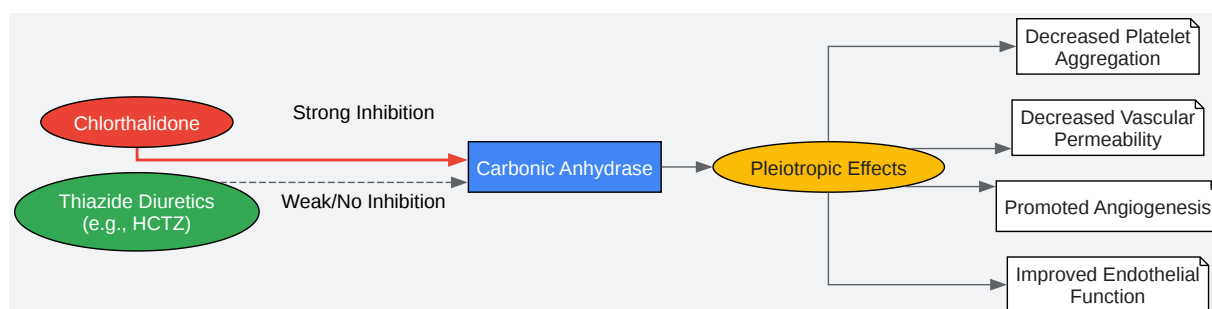 Chlorthalidone
Strong Inhibition
Thiazide Diuretics
(e.g., HCTZ)
Weak/No Inhibition
Carbonic Anhydrase
Pleiotropic Effects
Decreased Platelet
Aggregation
Decreased Vascular
Permeability
Promoted Angiogenesis
Improved Endothelial
Function